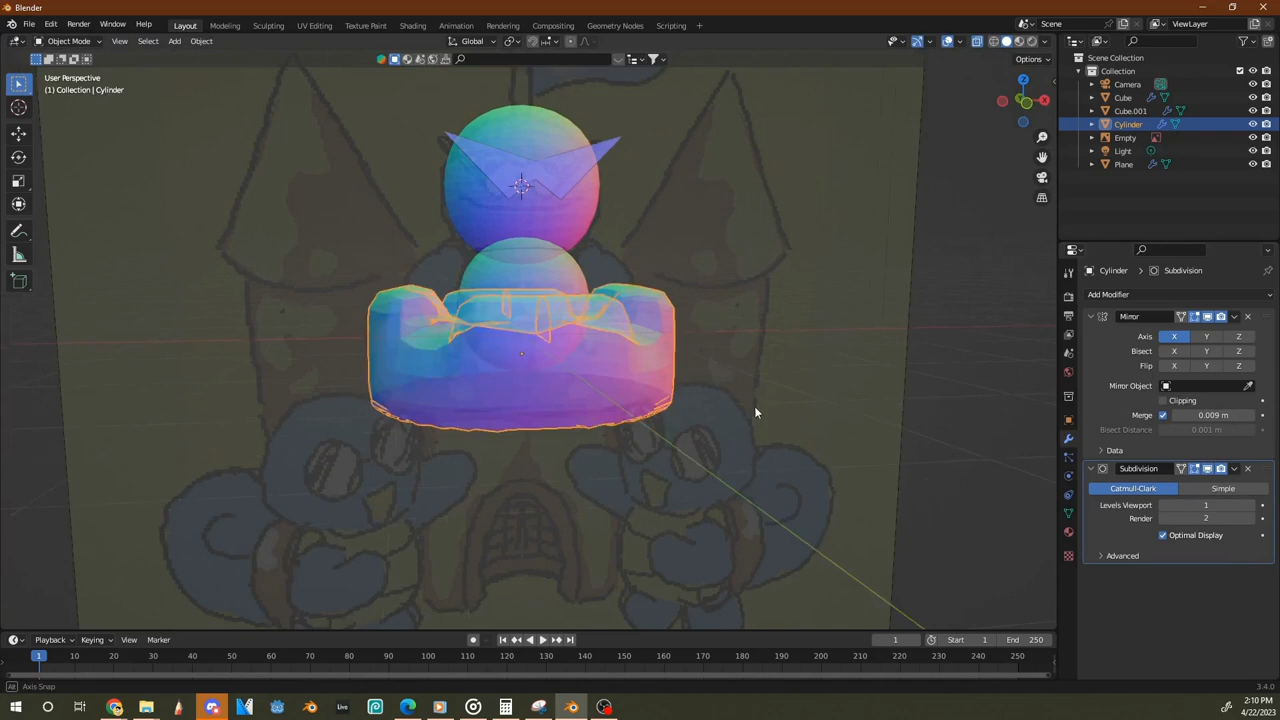 Blender
File Edit Render Window Help Layout Modeling Sculpting UV Editing Texture Paint Shading Animation Rendering Compositing Geometry Nodes Scripting + Scene ViewLayer
Object Mode View Select Add Object Global
Options
User Perspective
(1) Collection | Cylinder
Z
X
Scene Collection
Collection
Camera
Cube
Cube.001
Cylinder
Empty
Light
Plane
Cylinder > Subdivision
Add Modifier
Mirror
Axis X Y Z
Bisect X Y Z
Flip X Y Z
Mirror Object
Clipping
Merge 0.009 m
Bisect Distance 0.001 m
Data
Subdivision
Catmull-Clark Simple
Levels Viewport 1
Render 2
Optimal Display
Advanced
Playback Keying View Marker 1 Start 1 End 250
1 10 20 30 40 50 60 70 80 90 100 110 120 130 140 150 160 170 180 190 200 210 220 230 240 250
Alt Axis Snap 3.4.0
Live
2:10 PM
4/22/2023